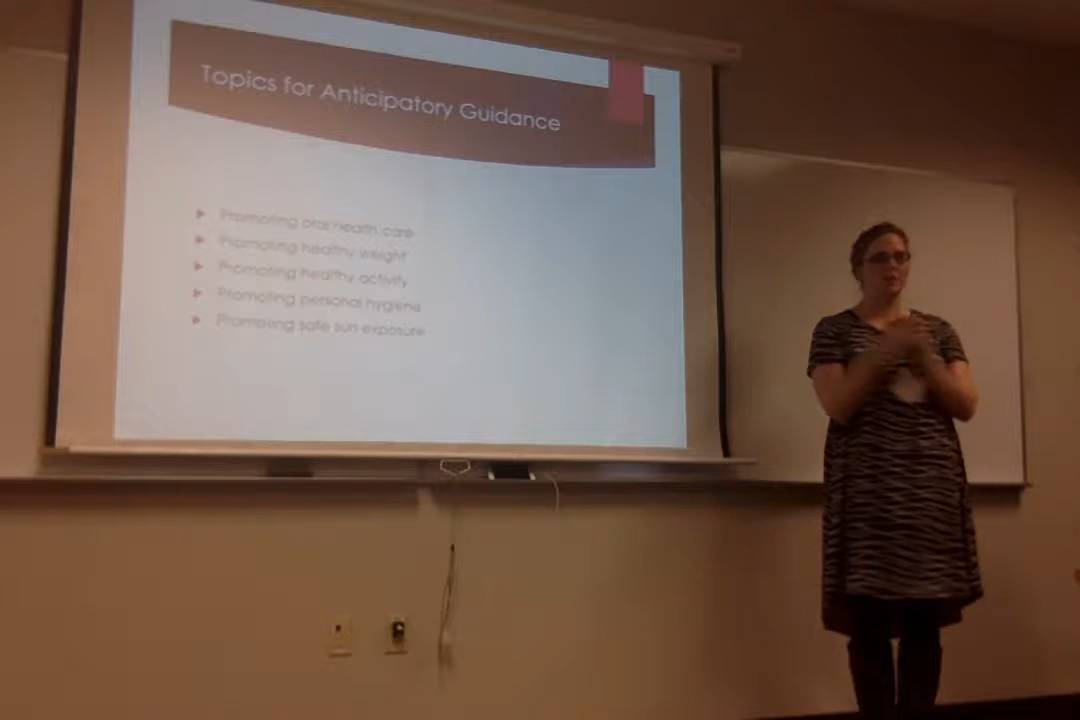 Topics for Anticipatory Guidance
Promoting oral health care
Promoting healthy weight
Promoting healthy activity
Promoting personal hygiene
Promoting safe sun exposure